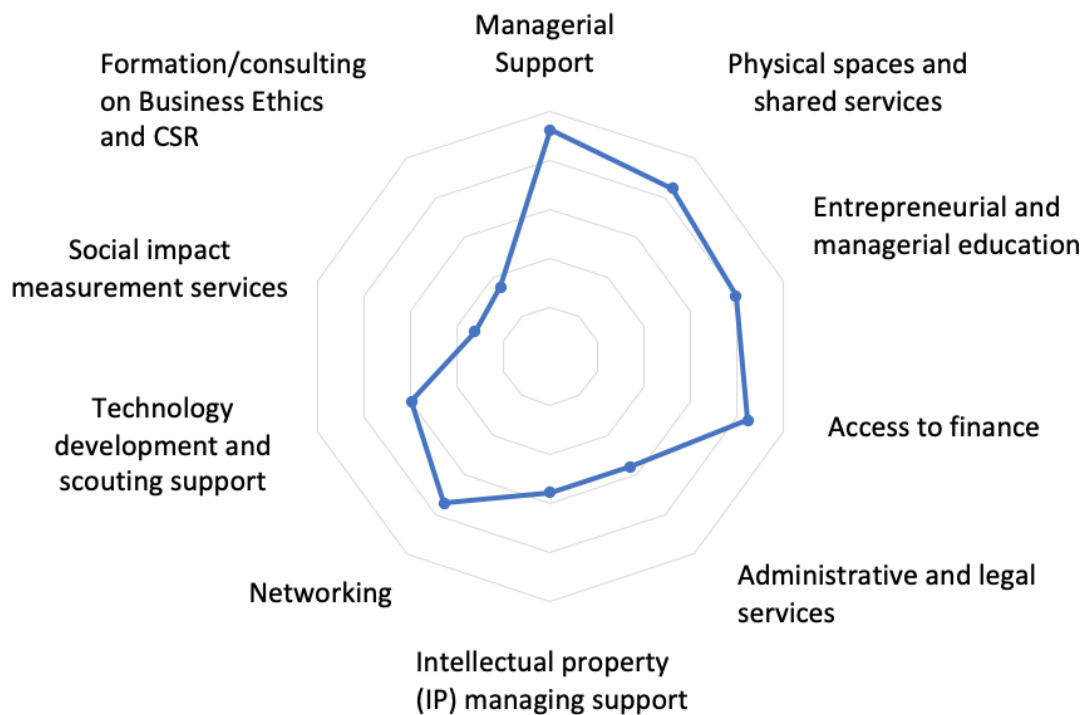 Managerial
Support
Physical spaces and
shared services
Entrepreneurial and
managerial education
Access to finance
Administrative and legal
services
Intellectual property
(IP) managing support
Networking
Technology
development and
scouting support
Social impact
measurement services
Formation/consulting
on Business Ethics
and CSR